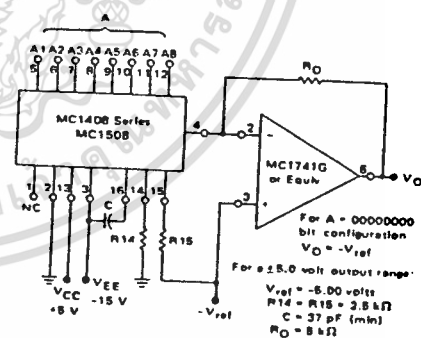 A
A1 A2 A3 A4 A5 A6 A7 A8
5 6 7 8 9 10 11 12
MC1408 Series
MC1508
4
RO
2
3
6
VO
MC1741G
or Equiv
1 2 13 3 16 14 15
NC
C
R14
R15
VCC
+5 V
VEE
-15 V
-Vref
For A = 00000000
bit configuration
VO = -Vref
For a ±5.0 volt output range:
Vref = -5.00 volts
R14 = R15 = 2.5 kΩ
C = 37 pF (min)
RO = 5 kΩ